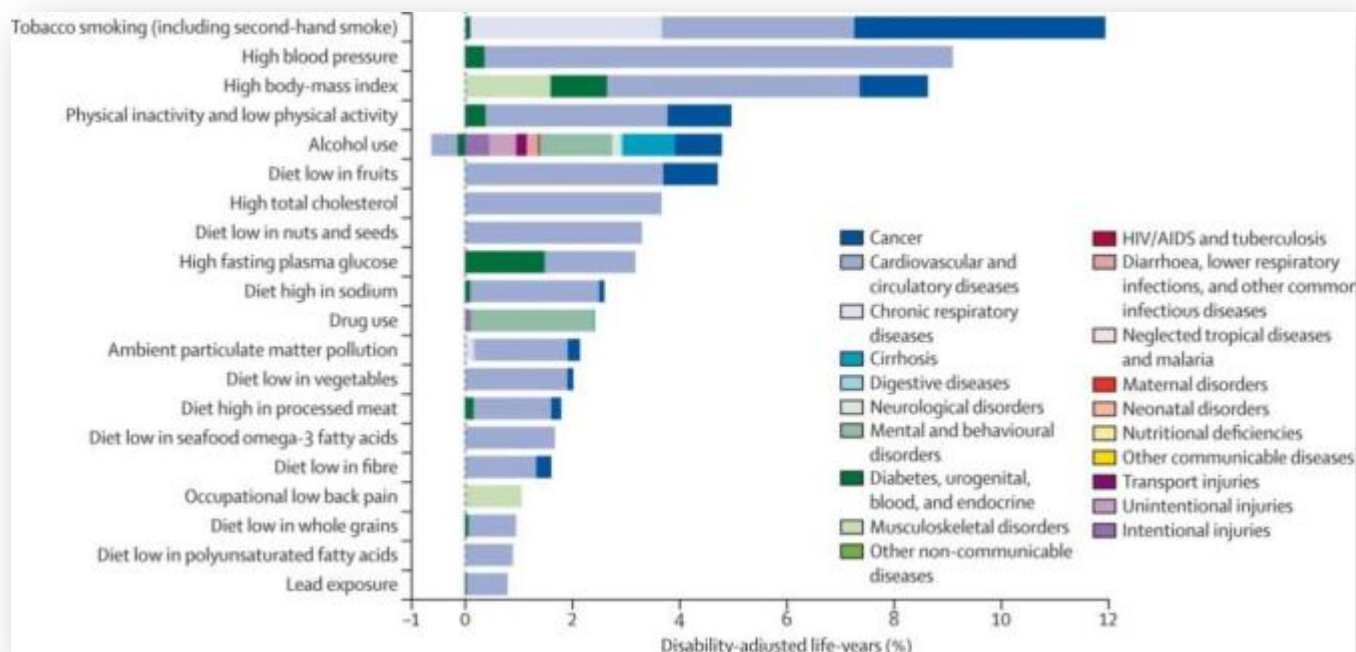 Tobacco smoking (including second-hand smoke)
High blood pressure
High body-mass index
Physical inactivity and low physical activity
Alcohol use
Diet low in fruits
High total cholesterol
Diet low in nuts and seeds
High fasting plasma glucose
Diet high in sodium
Drug use
Ambient particulate matter pollution
Diet low in vegetables
Diet high in processed meat
Diet low in seafood omega-3 fatty acids
Diet low in fibre
Occupational low back pain
Diet low in whole grains
Diet low in polyunsaturated fatty acids
Lead exposure
Cancer
Cardiovascular and
circulatory diseases
Chronic respiratory
diseases
Cirrhosis
Digestive diseases
Neurological disorders
Mental and behavioural
disorders
Diabetes, urogenital,
blood, and endocrine
Musculoskeletal disorders
Other non-communicable
diseases
HIV/AIDS and tuberculosis
Diarrhoea, lower respiratory
infections, and other common
infectious diseases
Neglected tropical diseases
and malaria
Maternal disorders
Neonatal disorders
Nutritional deficiencies
Other communicable diseases
Transport injuries
Unintentional injuries
Intentional injuries
-1 0 2 4 6 8 10 12
Disability-adjusted life-years (%)